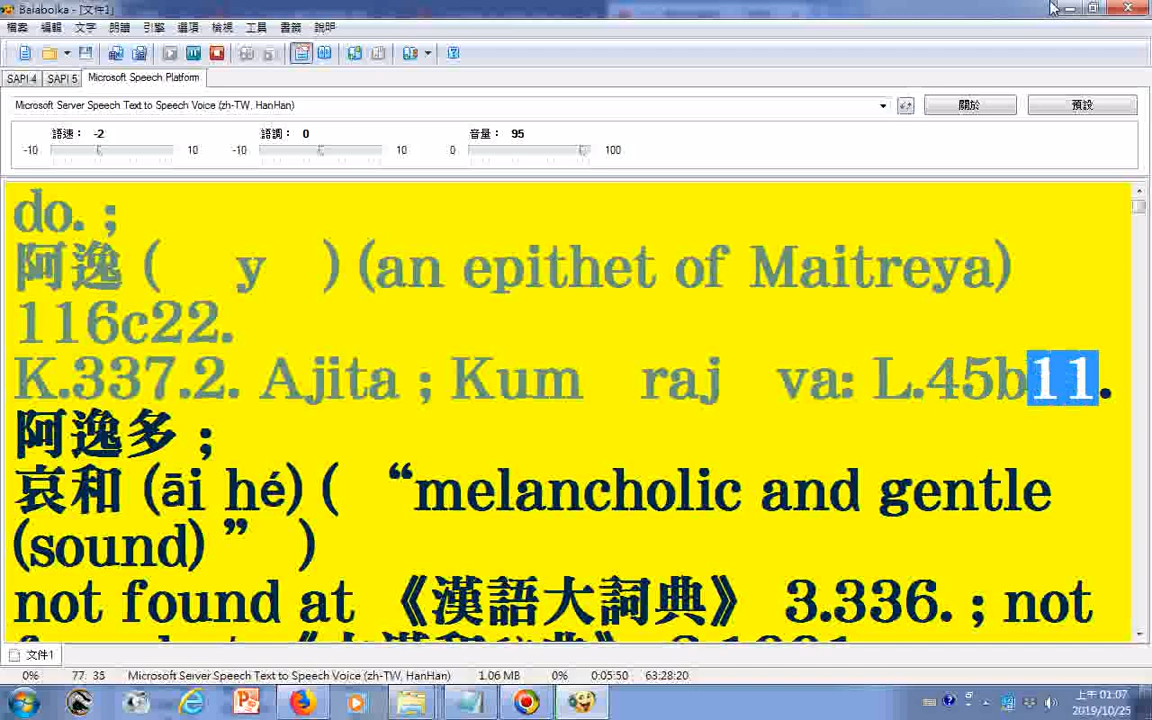 Balabolka - [文件1]
檔案 編輯 文字 朗讀 引擎 選項 檢視 工具 書籤 說明
SAPI 4 SAPI 5 Microsoft Speech Platform
Microsoft Server Speech Text to Speech Voice (zh-TW, HanHan) 關於 預設
語速： -2 語調： 0 音量： 95
-10 10 -10 10 0 100
do. ;
阿逸 ( y ) (an epithet of Maitreya)
116c22.
K.337.2. Ajita ; Kum raj va: L.45b11.
阿逸多 ;
哀和 (āi hé) ( “melancholic and gentle
(sound) ” )
not found at 《漢語大詞典》 3.336. ; not
文件1
0% 77: 35 Microsoft Server Speech Text to Speech Voice (zh-TW, HanHan) 1.06 MB 0% 0:05:50 63:28:20
上午 01:07
2019/10/25